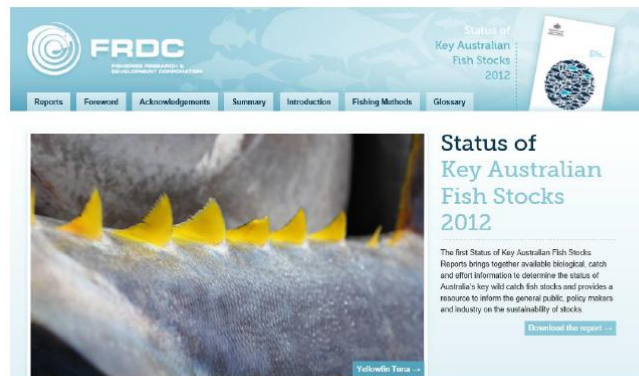 FRDC
FISHERIES RESEARCH &
DEVELOPMENT CORPORATION
Status of
Key Australian
Fish Stocks
2012
Reports
Foreword
Acknowledgements
Summary
Introduction
Fishing Methods
Glossary
Status of
Key Australian
Fish Stocks
2012
The first Status of Key Australian Fish Stocks
Reports brings together available biological, catch
and effort information to determine the status of
Australia's key wild catch fish stocks and provides a
resource to inform the general public, policy makers
and industry on the sustainability of stocks.
Download the report →
Yellowfin Tuna →